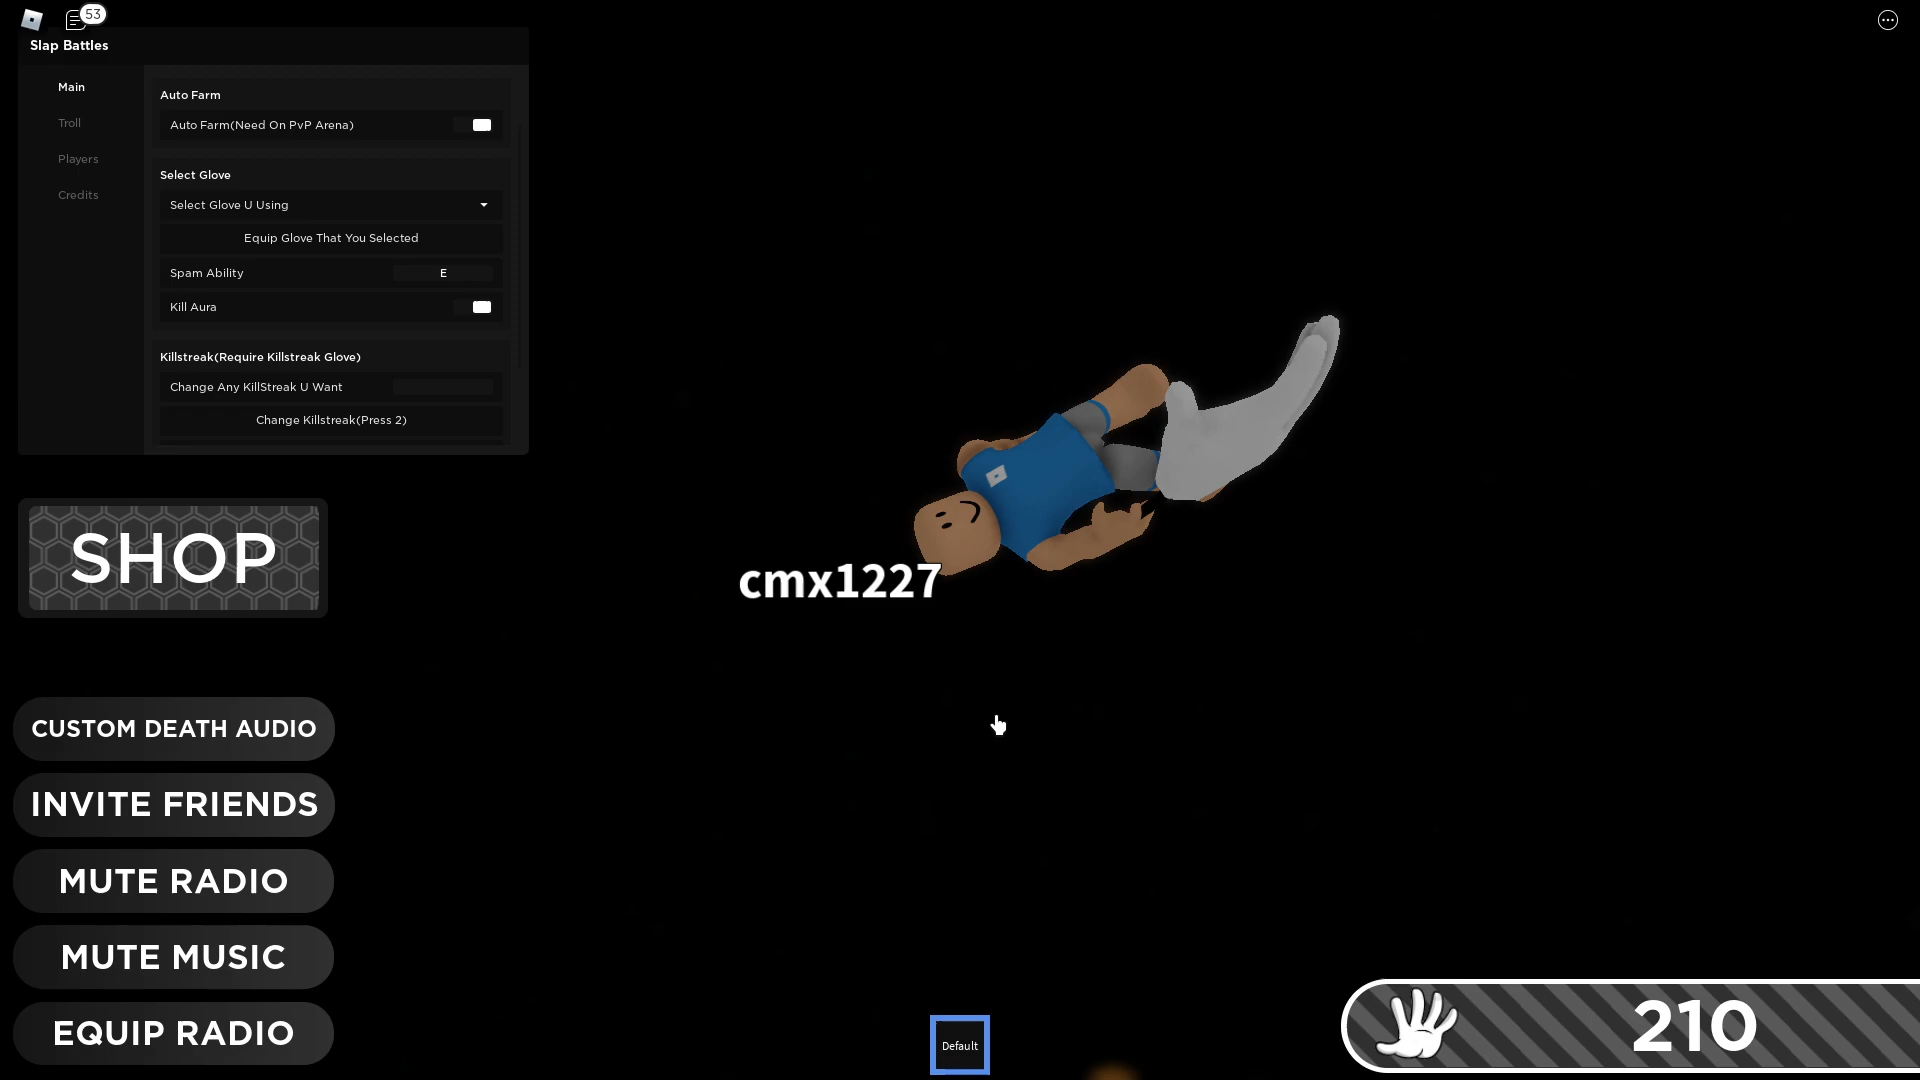 53
Slap Battles
Main
Troll
Players
Credits
Auto Farm
Auto Farm(Need On PvP Arena)
Select Glove
Select Glove U Using
Equip Glove That You Selected
Spam Ability
E
Kill Aura
Killstreak(Require Killstreak Glove)
Change Any KillStreak U Want
Change Killstreak(Press 2)
SHOP
cmx1227
CUSTOM DEATH AUDIO
INVITE FRIENDS
MUTE RADIO
MUTE MUSIC
EQUIP RADIO
Default
210